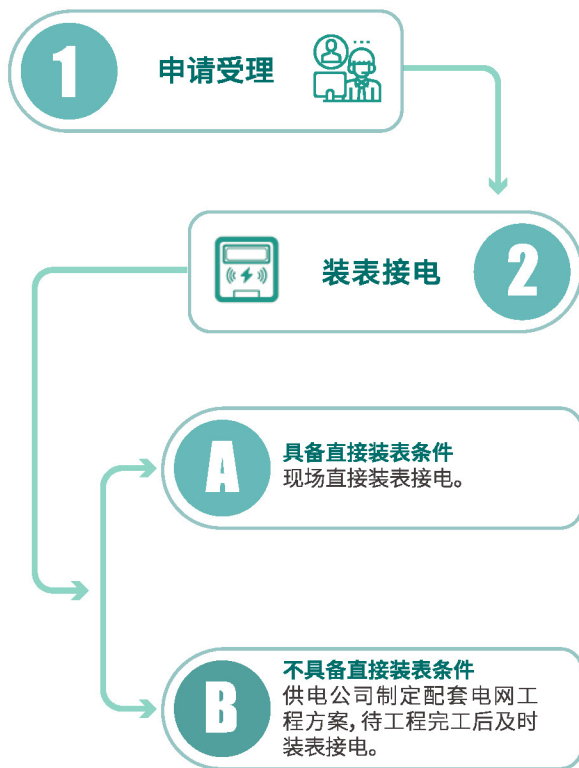 1
申请受理
装表接电
2
A
具备直接装表条件
现场直接装表接电。
B
不具备直接装表条件
供电公司制定配套电网工
程方案,待工程完工后及时
装表接电。